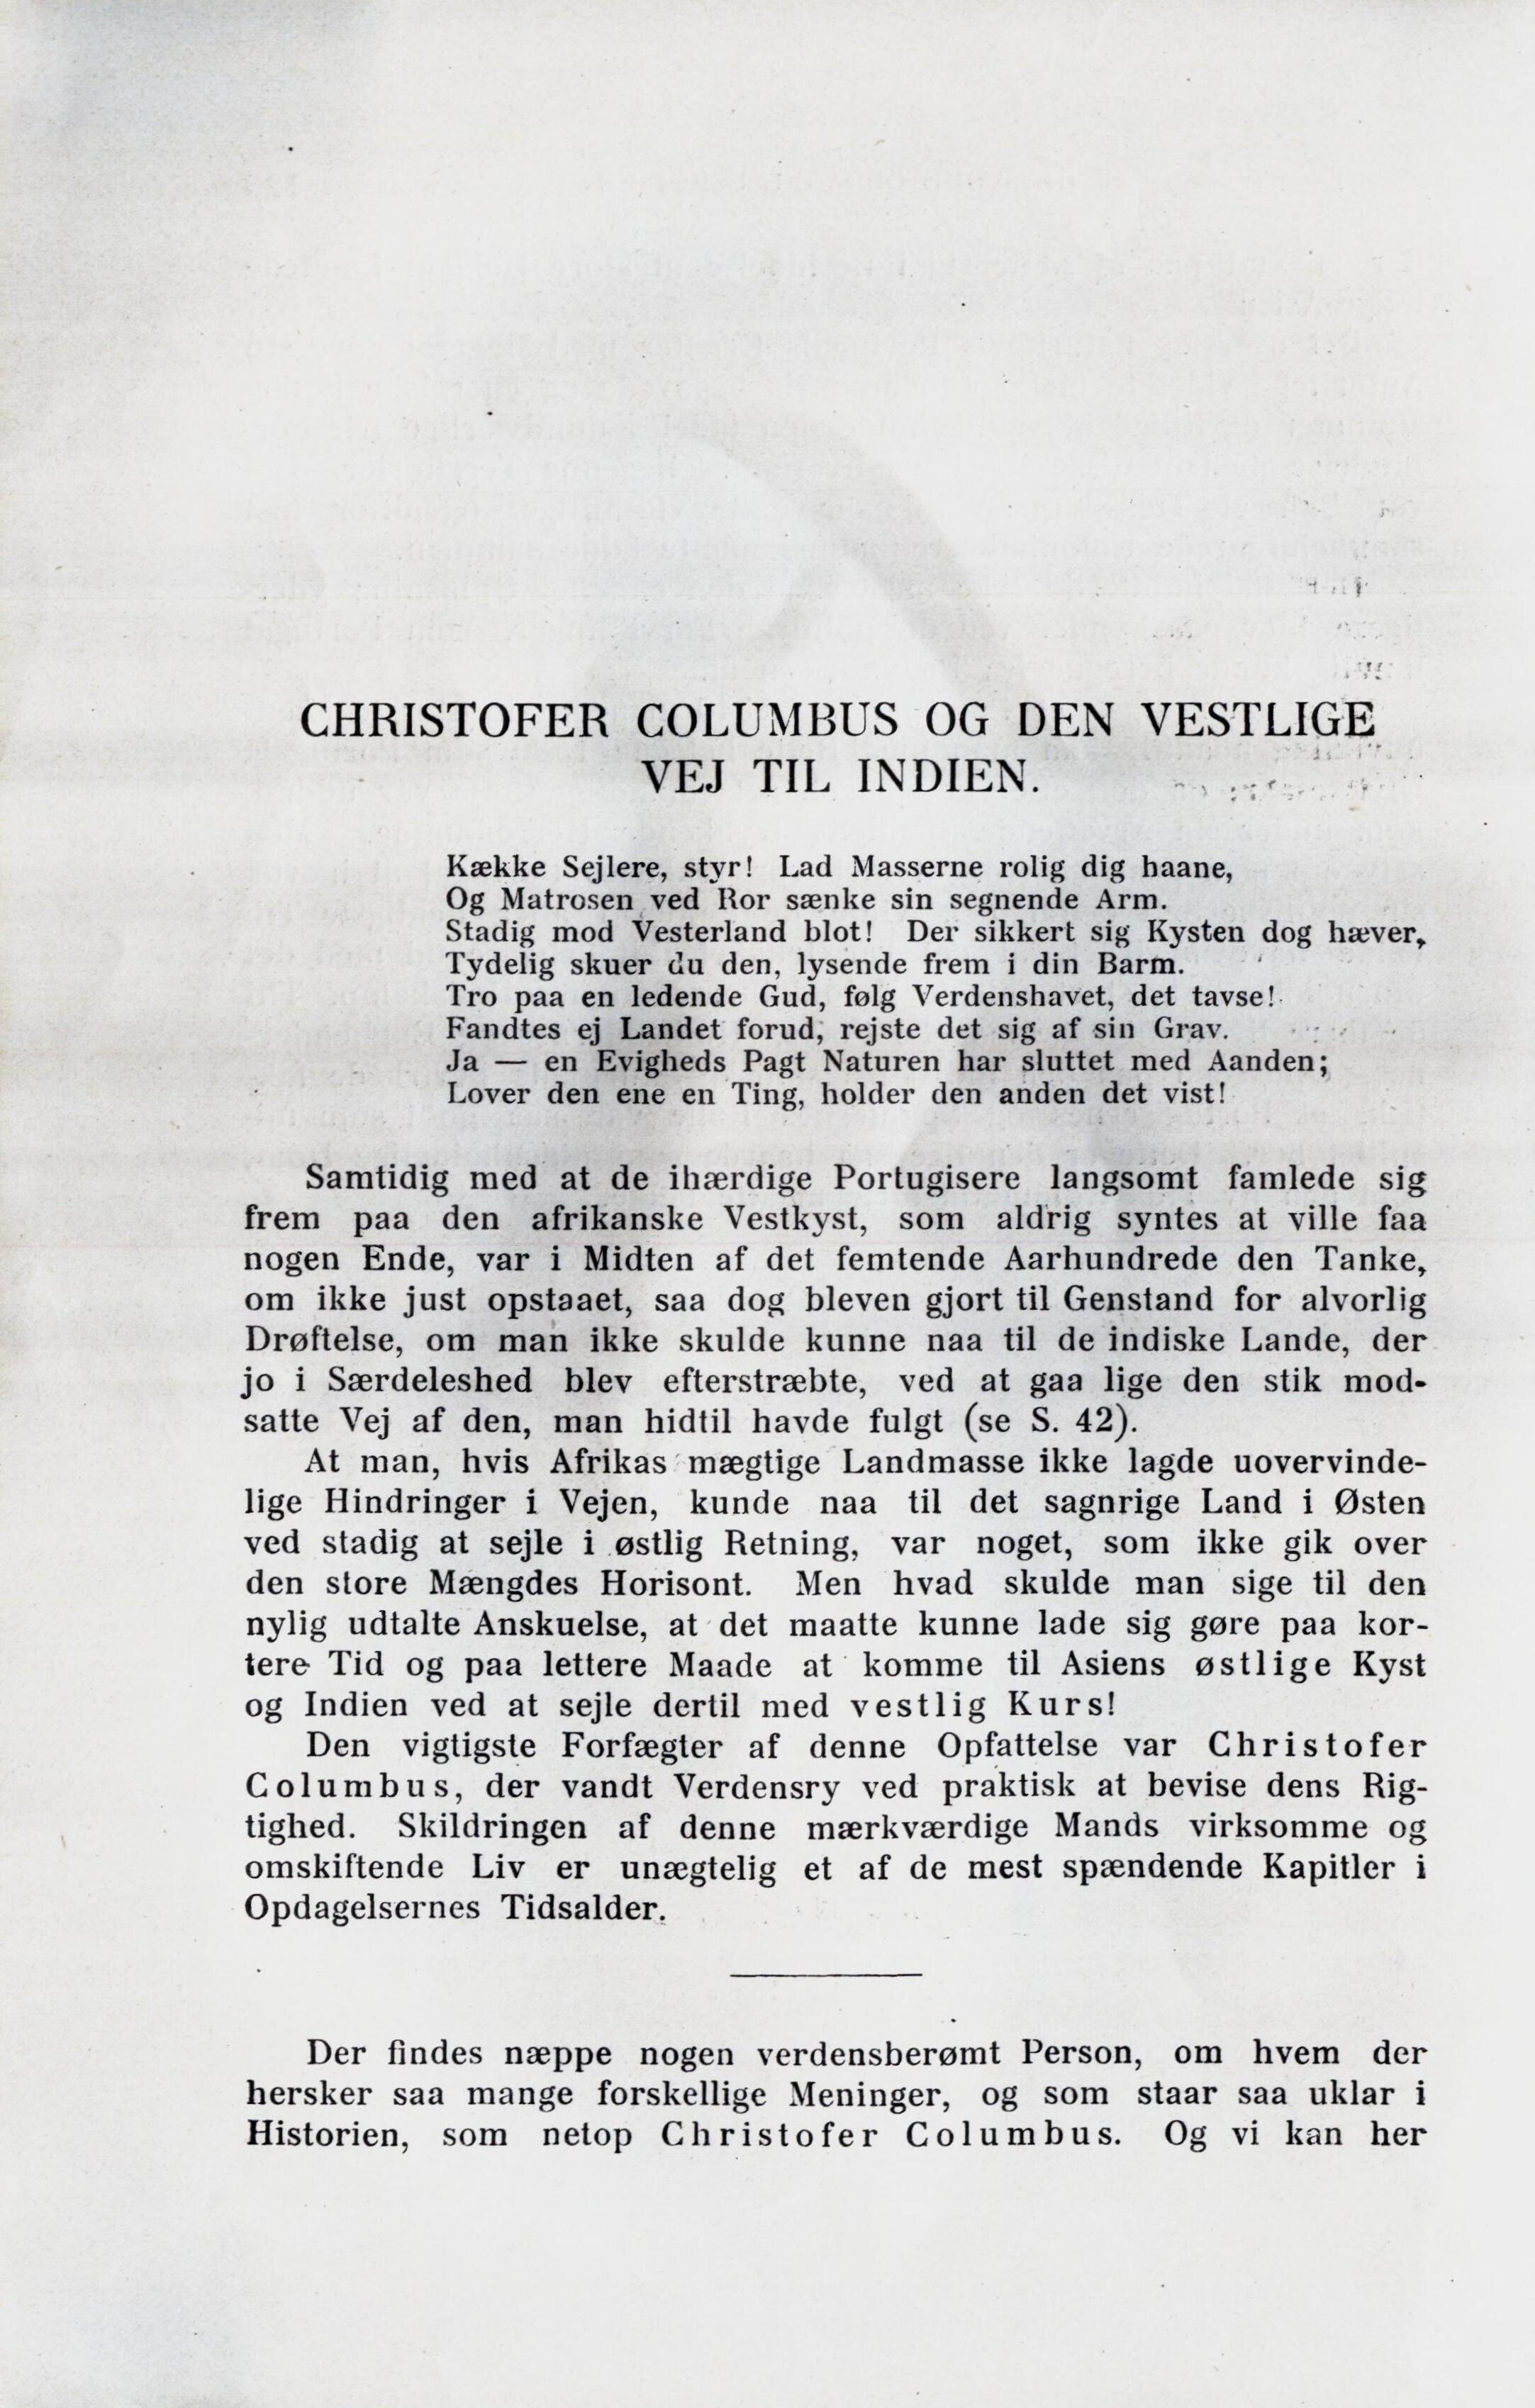 CHRISTOFER COLUMBUS OG DEN VESTLIGE
VEJ TIL INDIEN.
Kække Sejlere, styr! Lad Masserne rolig dig haane,
Og Matrosen ved Ror sænke sin segnende Arm.
Stadig mod Vesterland blot! Der sikkert sig Kysten dog hæver,
Tydelig skuer du den, lysende frem i din Barm.
Tro paa en ledende Gud, følg Verdenshavet, det tavse!
Fandtes ej Landet forud, rejste det sig af sin Grav.
Ja — en Evigheds Pagt Naturen har sluttet med Aanden;
Lover den ene en Ting, holder den anden det vist!
Samtidig med at de ihærdige Portugisere langsomt famlede sig
frem paa den afrikanske Vestkyst, som aldrig syntes at ville faa
nogen Ende, var i Midten af det femtende Aarhundrede den Tanke,
om ikke just opstaaet, saa dog bleven gjort til Genstand for alvorlig
Drøftelse, om man ikke skulde kunne naa til de indiske Lande, der
jo i Særdeleshed blev efterstræbte, ved at gaa lige den stik mod-
satte Vej af den, man hidtil havde fulgt (se S. 42).
At man, hvis Afrikas mægtige Landmasse ikke lagde uovervinde-
lige Hindringer i Vejen, kunde naa til det sagnrige Land i Østen
ved stadig at sejle i østlig Retning, var noget, som ikke gik over
den store Mængdes Horisont. Men hvad skulde man sige til den
nylig udtalte Anskuelse, at det maatte kunne lade sig gøre paa kor-
tere Tid og paa lettere Maade at komme til Asiens østlige Kyst
og Indien ved at sejle dertil med vestlig Kurs!
Den vigtigste Forfægter af denne Opfattelse var Christofer
Columbus, der vandt Verdensry ved praktisk at bevise dens Rig-
tighed. Skildringen af denne mærkværdige Mands virksomme og
omskiftende Liv er unægtelig et af de mest spændende Kapitler i
Opdagelsernes Tidsalder.
Der findes næppe nogen verdensberømt Person, om hvem der
hersker saa mange forskellige Meninger, og som staar saa uklar i
Historien, som netop Christofer Columbus. Og vi kan her